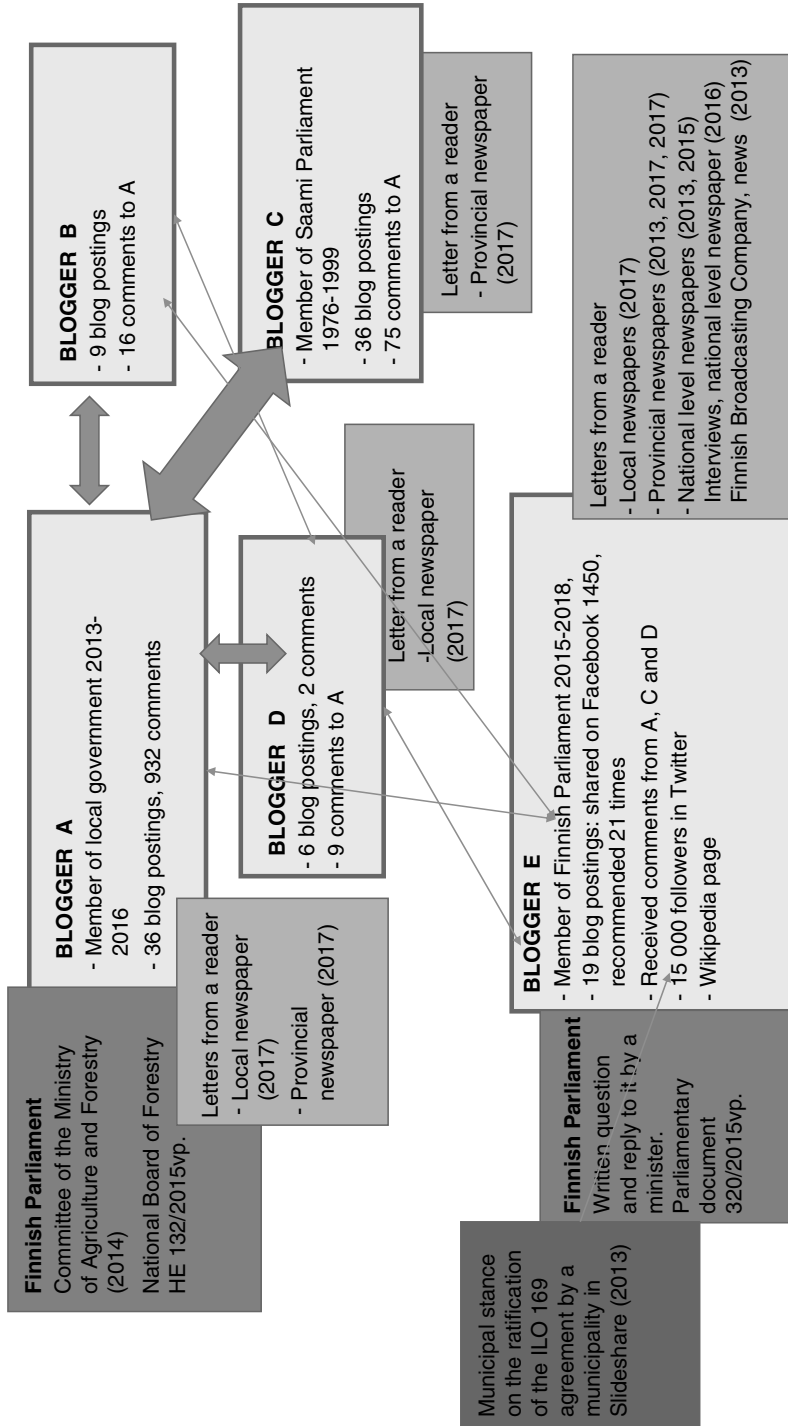 Finnish Parliament
Committee of the Ministry
of Agriculture and Forestry
(2014)
National Board of Forestry
HE 132/2015vp.
BLOGGER A
- Member of local government 2013-
2016
- 36 blog postings, 932 comments
Letters from a reader
- Local newspaper
(2017)
- Provincial
newspaper (2017)
BLOGGER B
- 9 blog postings
- 16 comments to A
BLOGGER C
- Member of Saami Parliament
1976-1999
- 36 blog postings
- 75 comments to A
Letter from a reader
- Provincial newspaper
(2017)
BLOGGER D
- 6 blog postings, 2 comments
- 9 comments to A
Letter from a reader
-Local newspaper
(2017)
Municipal stance
on the ratification
of the ILO 169
agreement by a
municipality in
Slideshare (2013)
Finnish Parliament
Written question
and reply to it by a
minister.
Parliamentary
document
320/2015vp.
BLOGGER E
- Member of Finnish Parliament 2015-2018,
- 19 blog postings: shared on Facebook 1450,
recommended 21 times
- Received comments from A, C and D
- 15 000 followers in Twitter
- Wikipedia page
Letters from a reader
- Local newspapers (2017)
- Provincial newspapers (2013, 2017, 2017)
- National level newspapers (2013, 2015)
Interviews, national level newspaper (2016)
Finnish Broadcasting Company, news (2013)